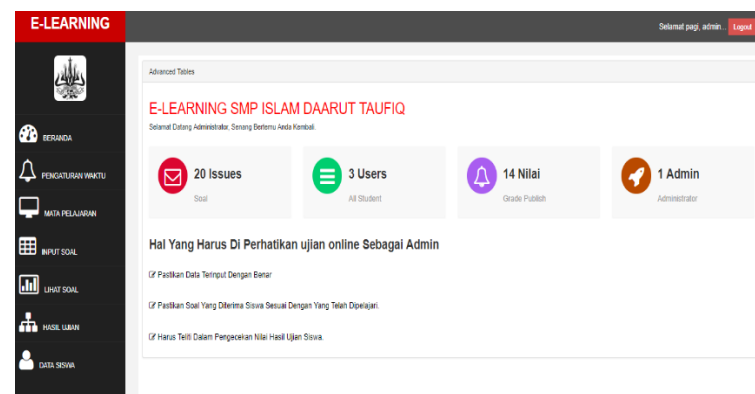 E-LEARNING
Selamat pagi, admin... Logout
BERANDA
PENGATURAN WAKTU
MATA PELAJARAN
INPUT SOAL
LIHAT SOAL
HASIL UJIAN
DATA SISWA
Advanced Tables
E-LEARNING SMP ISLAM DAARUT TAUFIQ
Selamat Datang Administrator, Senang Bertemu Anda Kembali.
20 Issues
Soal
3 Users
All Student
14 Nilai
Grade Publish
1 Admin
Administrator
Hal Yang Harus Di Perhatikan ujian online Sebagai Admin
Pastikan Data Terinput Dengan Benar
Pastikan Soal Yang Diterima Siswa Sesuai Dengan Yang Telah Dipelajari.
Harus Teliti Dalam Pengecekan Nilai Hasil Ujian Siswa.